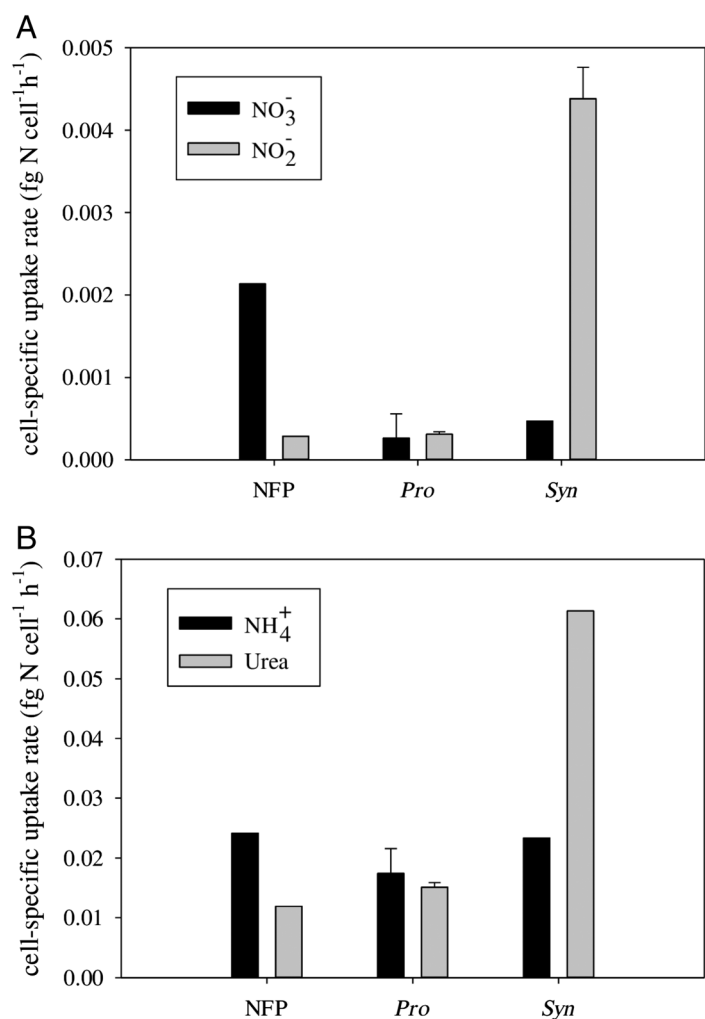 A
cell-specific uptake rate (fg N cell⁻¹h⁻¹)
0.005
0.004
0.003
0.002
0.001
0.000
NO₃⁻
NO₂⁻
NFP Pro Syn
B
cell-specific uptake rate (fg N cell⁻¹ h⁻¹)
0.07
0.06
0.05
0.04
0.03
0.02
0.01
0.00
NH₄⁺
Urea
NFP Pro Syn